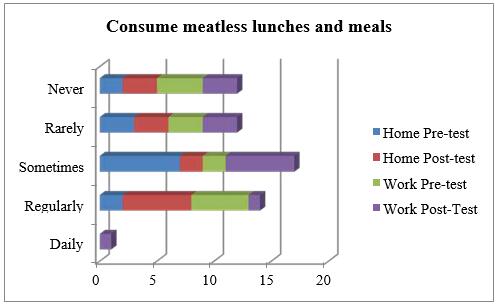 Consume meatless lunches and meals
Never
Rarely
Sometimes
Regularly
Daily
0 5 10 15 20
Home Pre-test
Home Post-test
Work Pre-test
Work Post-Test